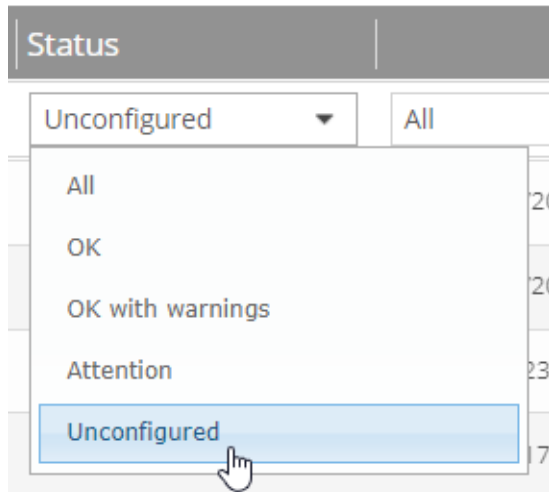 Status
Unconfigured All
All
OK
OK with warnings
Attention
Unconfigured